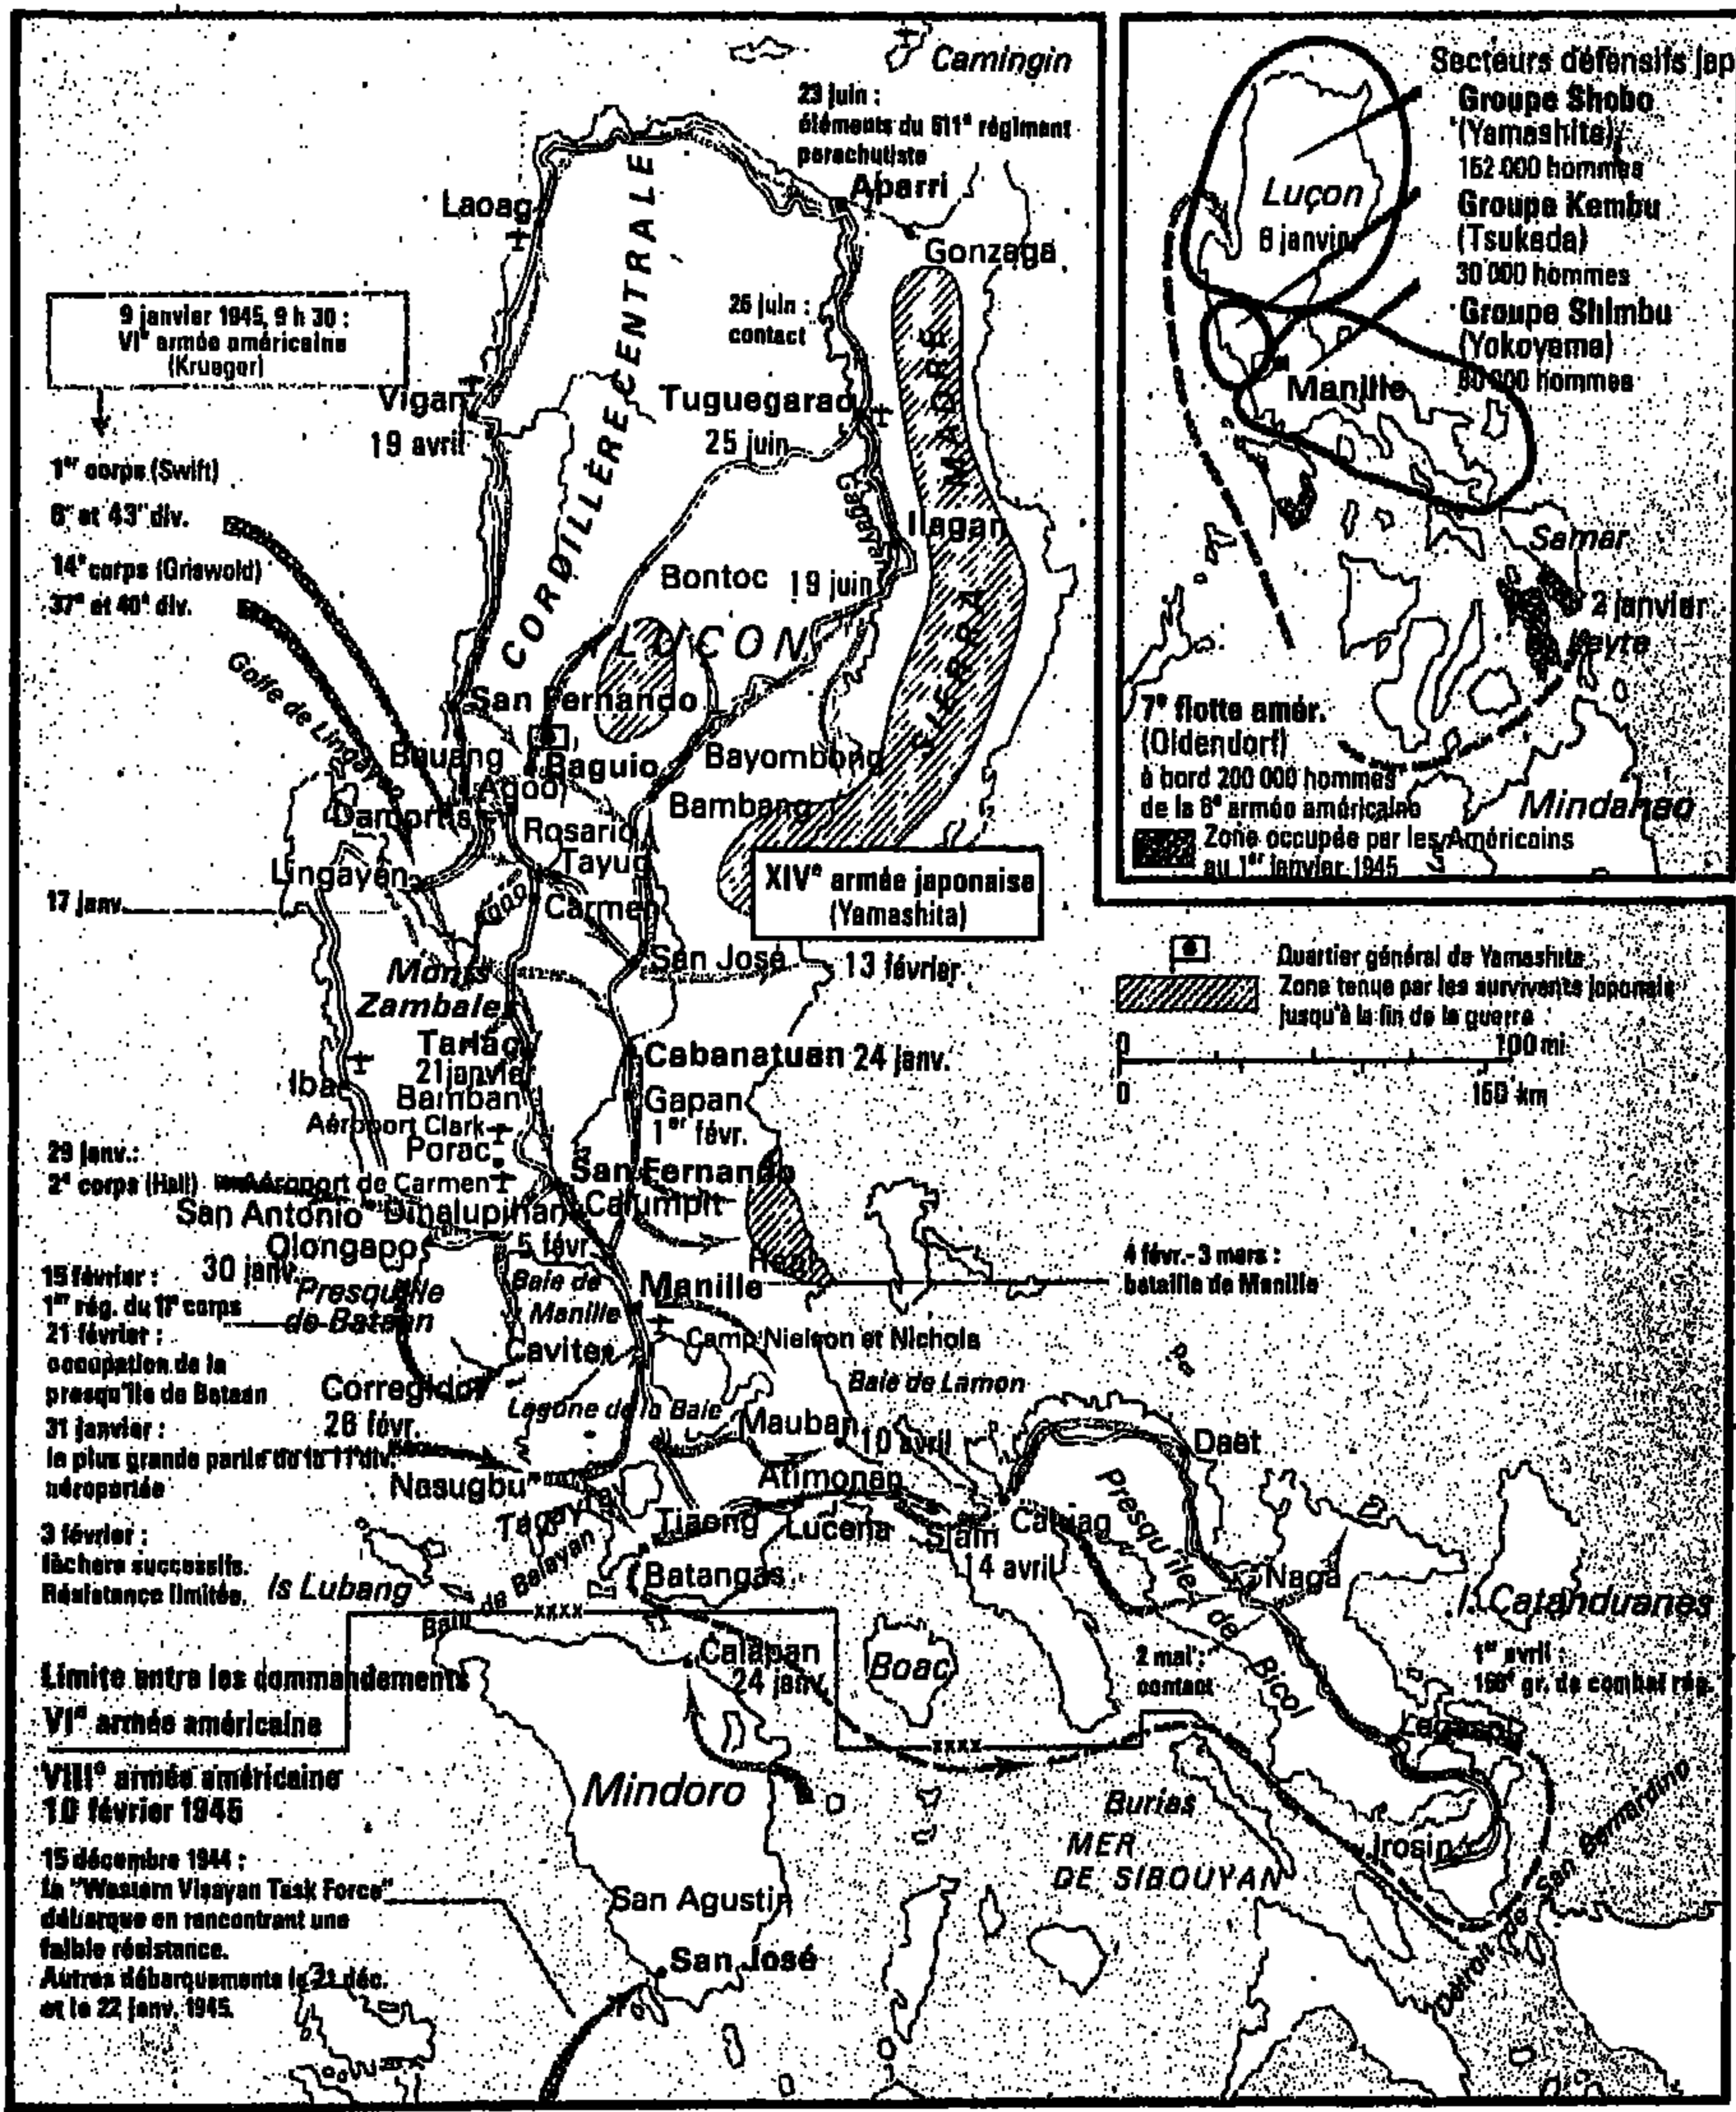 Camingin
23 juin :
éléments du 511e régiment
parachutiste
Aparri
Laoag
Gonzaga
CORDILLÈRE CENTRALE
9 janvier 1945, 9 h 30 :
VIe armée américaine
(Krueger)
26 juin :
contact
Vigan
19 avril
Tuguegarao
25 juin
SIERRA MADRE
Cagayan
1er corps (Swift)
6e et 43e div.
14e corps (Griswold)
37e et 40e div.
Ilagan
Bontoc
19 juin
LUÇON
Golfe de Lingayen
San Fernando
Bauang
Baguio
Bayombong
Agoo
Bambang
Damortis
Rosario
Tayug
Lingayen
XIVe armée japonaise
(Yamashita)
17 janv.
Agno
Carmen
San José
13 février
Monts
Zambales
Tarlac
21 janvier
Cabanatuan 24 janv.
Iba
Bamban
Gapan
1er févr.
Aéroport Clark
Porac
29 janv.:
2e corps (Hall)
Aéroport de Carmen
San Fernando
San Antonio
Dinalupihan
Calumpit
Olongapo
5 févr.
30 janv.
15 février :
1er rég. du 11e corps
Presqu'île
de Bataan
Baie de
Manille
Manille
4 févr.- 3 mars :
bataille de Manille
21 février :
occupation de la
presqu'île de Bataan
Cavite
Camp Nielson et Nichols
Corregidor
26 févr.
Baie de Lamon
Lagune de la Baie
31 janvier :
la plus grande partie de la 11e div.
aéroportée
Mauban
10 avril
Daet
Nasugbu
Atimonan
Tagay
Tiaong
Lucena
Siain
Calauag
14 avril
Presqu'île de Bicol
3 février :
lâchers successifs.
Résistance limitée.
Is Lubang
Baie de Balayan
Batangas
Naga
I. Catanduanes
xxxx
Calapan
24 janv.
Boac
2 mai :
contact
1er avril :
158e gr. de combat rég.
Limite entre les commandements
VIe armée américaine
Legaspi
xxxx
VIIIe armée américaine
10 février 1945
Mindoro
Burias
MER
DE SIBOUYAN
Irosin
San Bernardino
15 décembre 1944 :
la "Western Visayan Task Force"
débarque en rencontrant une
faible résistance.
Autres débarquements le 21 déc.
et le 22 janv. 1945.
San Agustin
San José
Secteurs défensifs jap
Groupe Shobo
(Yamashita)
152 000 hommes
Luçon
6 janvier
Groupe Kembu
(Tsukada)
30 000 hommes
Groupe Shimbu
(Yokoyama)
80 000 hommes
Manille
Samar
2 janvier
Leyte
7e flotte amér.
(Oldendorf)
à bord 200 000 hommes
de la 6e armée américaine
Mindanao
Zone occupée par les Américains
au 1er janvier 1945
Quartier général de Yamashita
Zone tenue par les survivants japonais
jusqu'à la fin de la guerre
0 100 mi
0 150 km